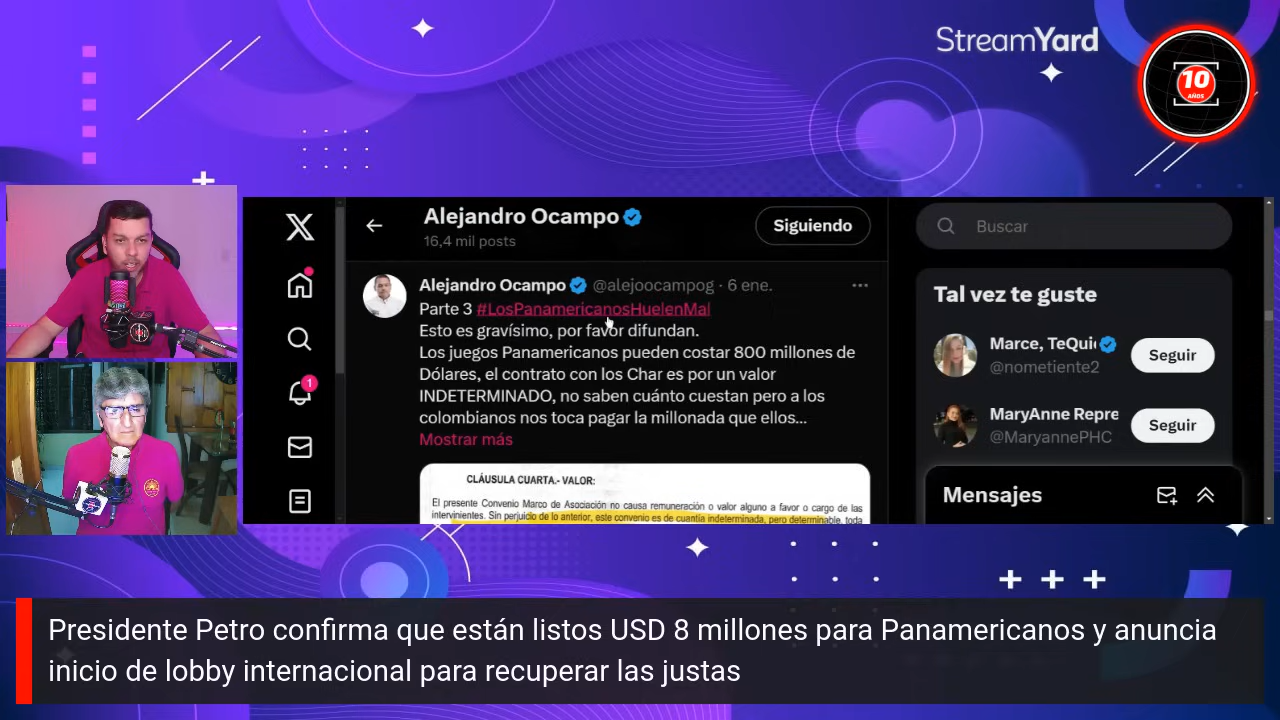 StreamYard
10
AÑOS
Alejandro Ocampo
16,4 mil posts
Siguiendo
Buscar
Alejandro Ocampo @alejoocampog · 6 ene.
Parte 3 #LosPanamericanosHuelenMal
Esto es gravísimo, por favor difundan.
Los juegos Panamericanos pueden costar 800 millones de
Dólares, el contrato con los Char es por un valor
INDETERMINADO, no saben cuánto cuestan pero a los
colombianos nos toca pagar la millonada que ellos...
Mostrar más
CLÁUSULA CUARTA.- VALOR:
El presente Convenio Marco de Asociación no causa remuneración o valor alguno a favor o cargo de las
intervinientes. Sin perjuicio de lo anterior, este convenio es de cuantía indeterminada, pero determinable, toda
Tal vez te guste
Marce, TeQui
@nometiente2
Seguir
MaryAnne Repre
@MaryannePHC
Seguir
Mensajes
1
Presidente Petro confirma que están listos USD 8 millones para Panamericanos y anuncia
inicio de lobby internacional para recuperar las justas